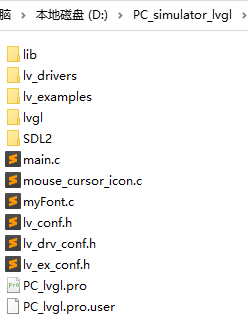 脑 › 本地磁盘 (D:) › PC_simulator_lvgl ›
lib
lv_drivers
lv_examples
lvgl
SDL2
main.c
mouse_cursor_icon.c
myFont.c
lv_conf.h
lv_drv_conf.h
lv_ex_conf.h
PC_lvgl.pro
PC_lvgl.pro.user